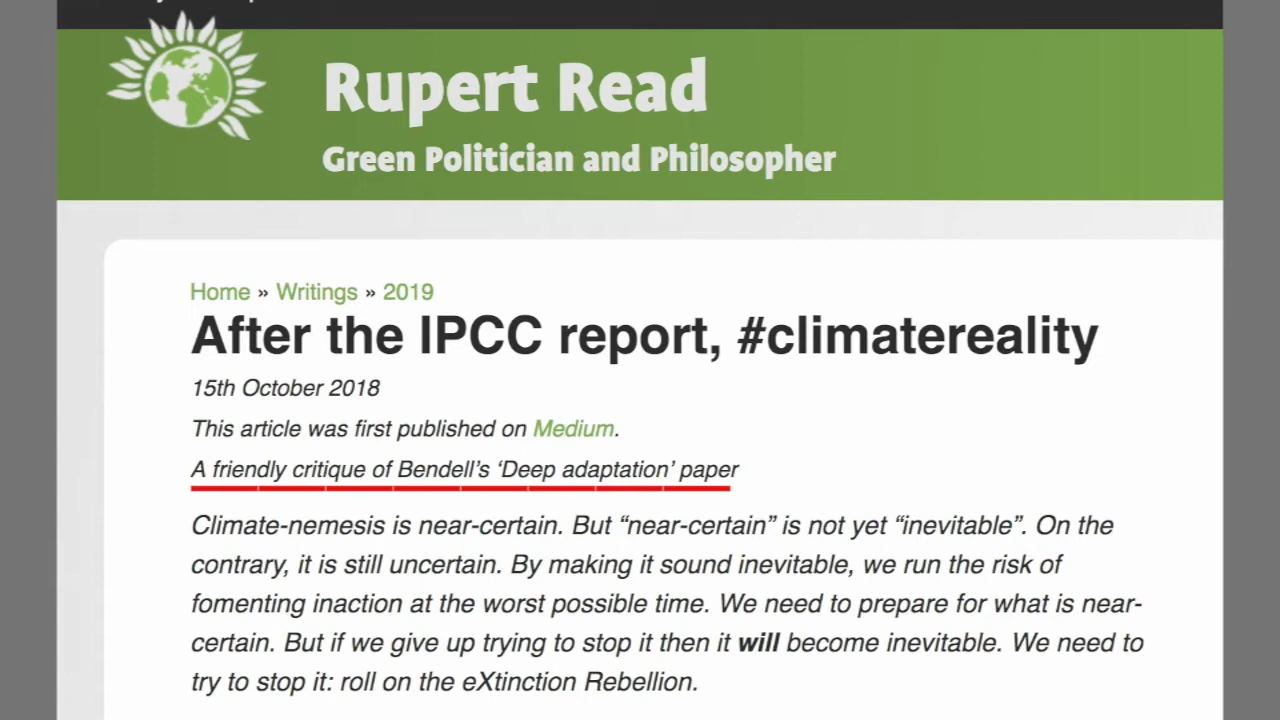 Rupert Read
Green Politician and Philosopher
Home » Writings » 2019
After the IPCC report, #climatereality
15th October 2018
This article was first published on Medium.
A friendly critique of Bendell’s ‘Deep adaptation’ paper
Climate-nemesis is near-certain. But “near-certain” is not yet “inevitable”. On the
contrary, it is still uncertain. By making it sound inevitable, we run the risk of
fomenting inaction at the worst possible time. We need to prepare for what is near-
certain. But if we give up trying to stop it then it will become inevitable. We need to
try to stop it: roll on the eXtinction Rebellion.